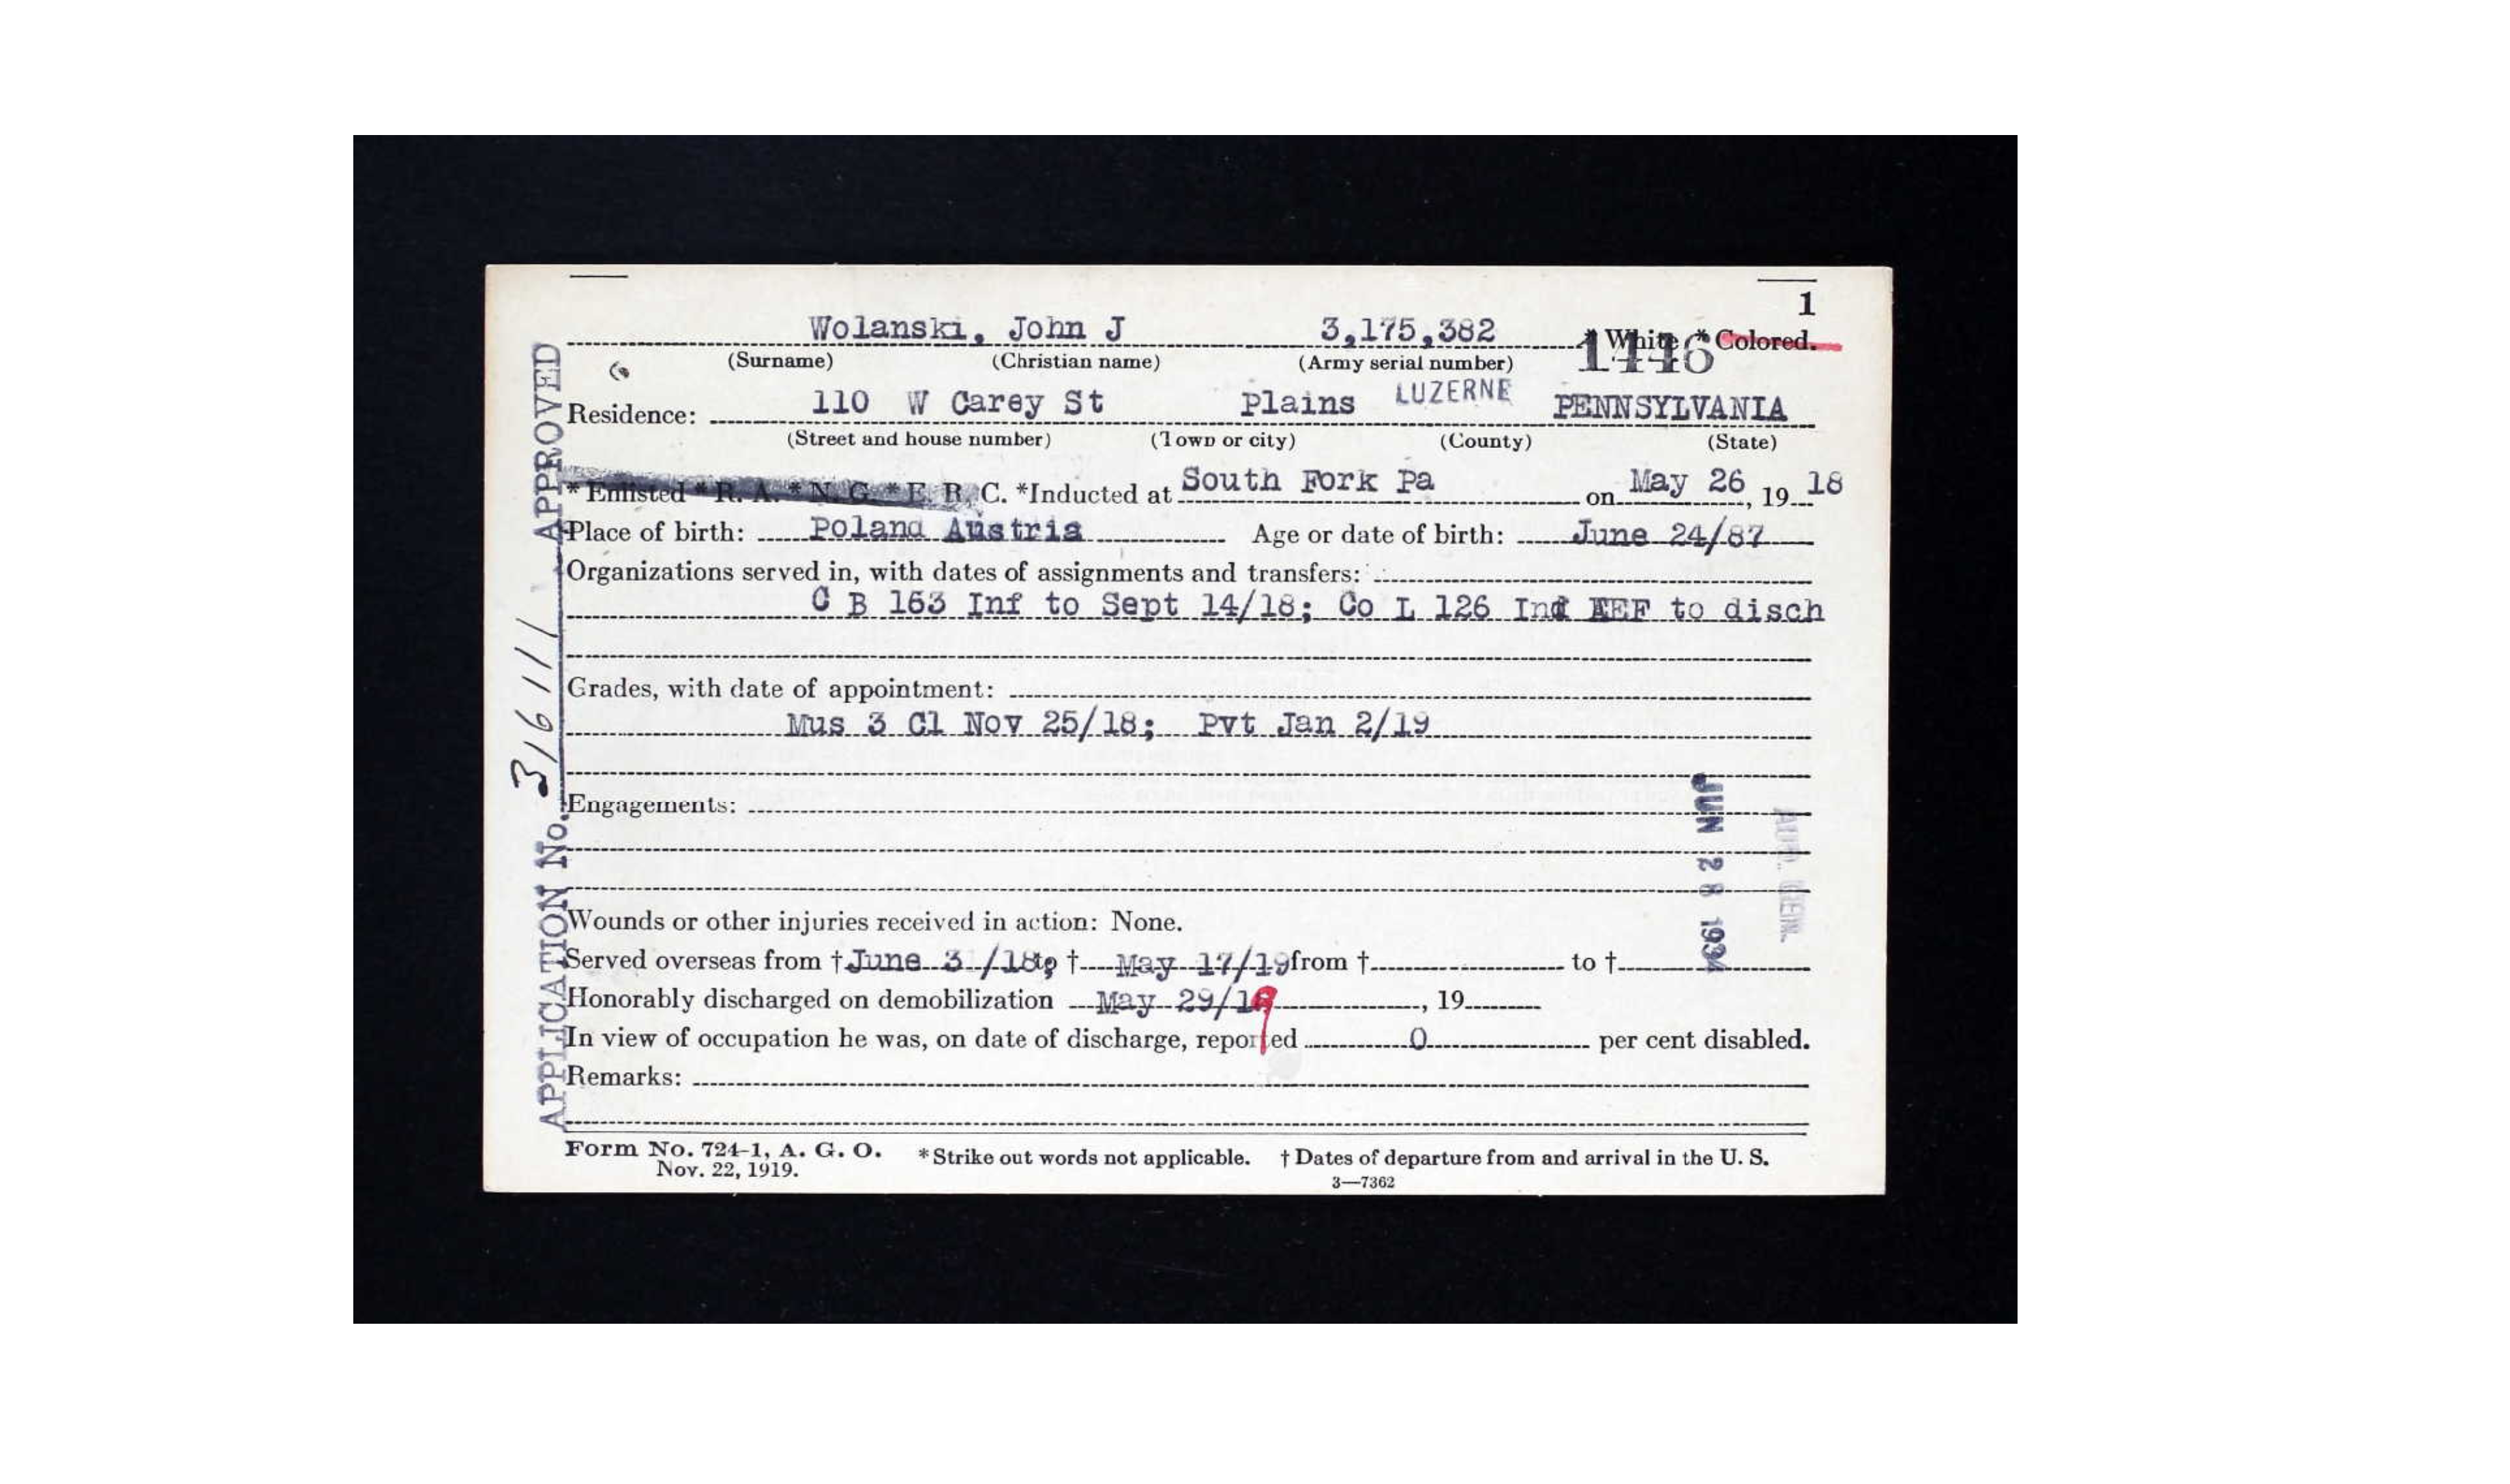 1
Wolanski, John J 3,175,382 * White * Colored.
1446
(Surname) (Christian name) (Army serial number)
Residence: 110 W Carey St Plains LUZERNE PENNSYLVANIA
(Street and house number) (Town or city) (County) (State)
* Enlisted * R. A. * N. G. * E. R. C. *Inducted at South Fork Pa on May 26, 19 18
Place of birth: Poland Austria Age or date of birth: June 24/87
Organizations served in, with dates of assignments and transfers:
C B 153 Inf to Sept 14/18; Co L 126 Inf AEF to disch
Grades, with date of appointment:
Mus 3 Cl Nov 25/18; Pvt Jan 2/19
Engagements:
Wounds or other injuries received in action: None.
Served overseas from † June 3 /18 to † May 17/19 from † to †
Honorably discharged on demobilization May 29/19, 19
In view of occupation he was, on date of discharge, reported 0 per cent disabled.
Remarks:
Form No. 724-1, A. G. O.
Nov. 22, 1919.
* Strike out words not applicable. † Dates of departure from and arrival in the U. S.
3—7362
APPLICATION No. 316111 APPROVED
JUN 28 1934